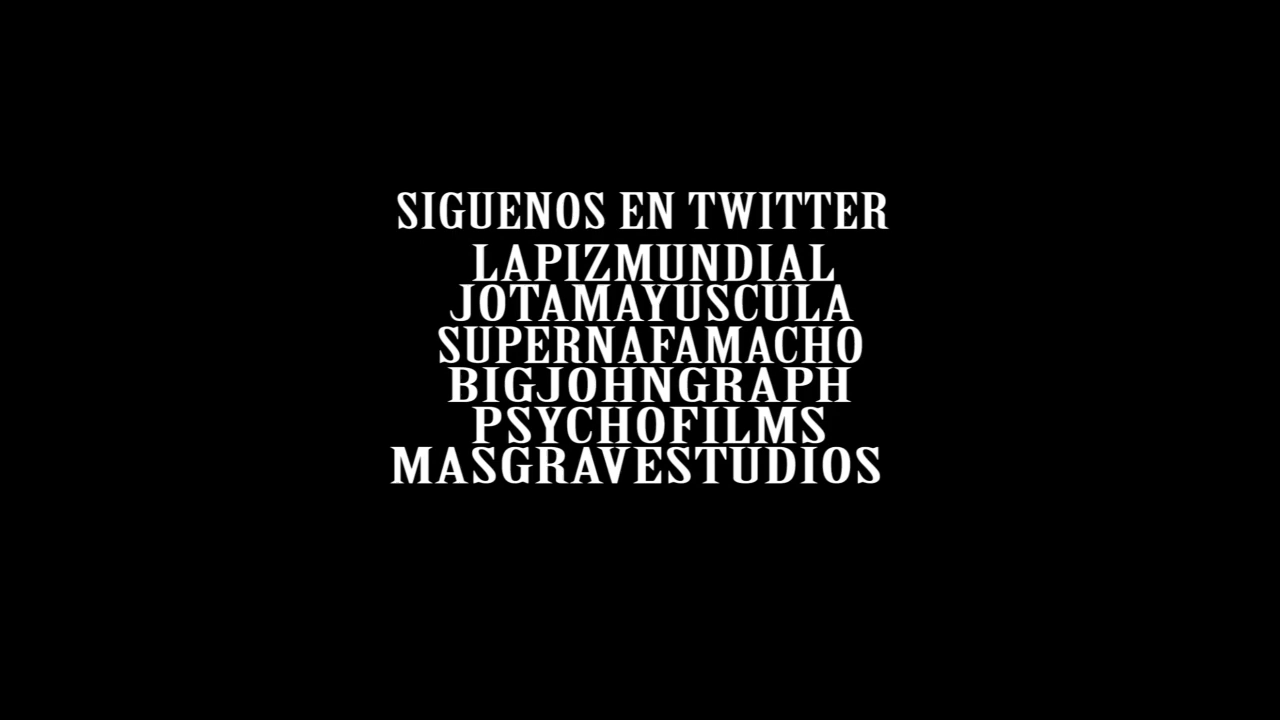 SIGUENOS EN TWITTER
LAPIZMUNDIAL
JOTAMAYUSCULA
SUPERNAFAMACHO
BIGJOHNGRAPH
PSYCHOFILMS
MASGRAVESTUDIOS